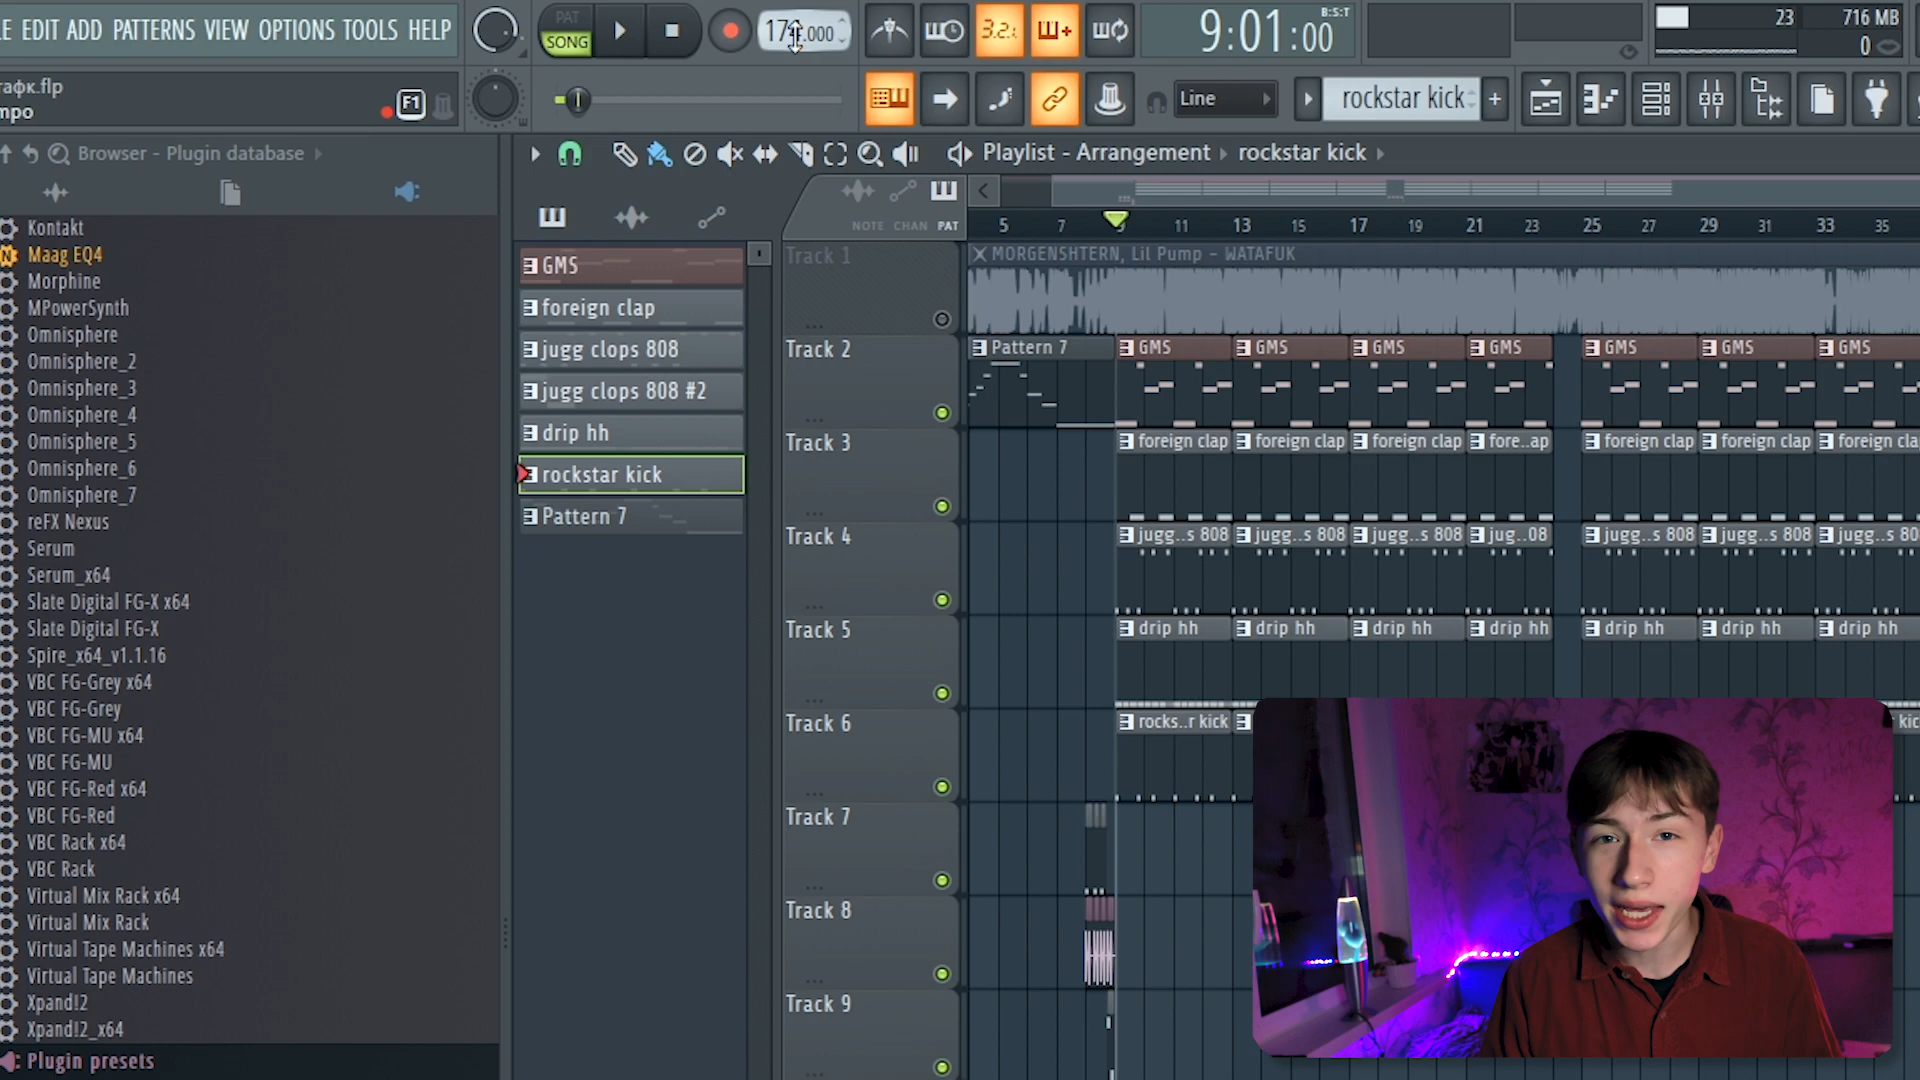 EDIT ADD PATTERNS VIEW OPTIONS TOOLS HELP
PAT
SONG
9:01:00
B:S:T
23
716 MB
0
тафк.flp
F1
Line
rockstar kick
+
Browser - Plugin database
Playlist - Arrangement
rockstar kick
NOTE CHAN PAT
5 7 9 11 13 15 17 19 21 23 25 27 29 31 33 35
Kontakt
Maag EQ4
Morphine
MPowerSynth
Omnisphere
Omnisphere_2
Omnisphere_3
Omnisphere_4
Omnisphere_5
Omnisphere_6
Omnisphere_7
reFX Nexus
Serum
Serum_x64
Slate Digital FG-X x64
Slate Digital FG-X
Spire_x64_v1.1.16
VBC FG-Grey x64
VBC FG-Grey
VBC FG-MU x64
VBC FG-MU
VBC FG-Red x64
VBC FG-Red
VBC Rack x64
VBC Rack
Virtual Mix Rack x64
Virtual Mix Rack
Virtual Tape Machines x64
Virtual Tape Machines
Xpand!2
Xpand!2_x64
Plugin presets
GMS
foreign clap
jugg clops 808
jugg clops 808 #2
drip hh
rockstar kick
Pattern 7
Track 1
MORGENSHTERN, Lil Pump - WATAFUK
Track 2
Pattern 7 GMS GMS GMS GMS GMS GMS GMS
Track 3
foreign clap foreign clap foreign clap fore..ap foreign clap foreign clap foreign cla
Track 4
jugg..s 808 jugg..s 808 jugg..s 808 jug..08 jugg..s 808 jugg..s 808 jugg..s 80
Track 5
drip hh drip hh drip hh drip hh drip hh drip hh drip hh
Track 6
rocks..r kick
Track 7
Track 8
Track 9